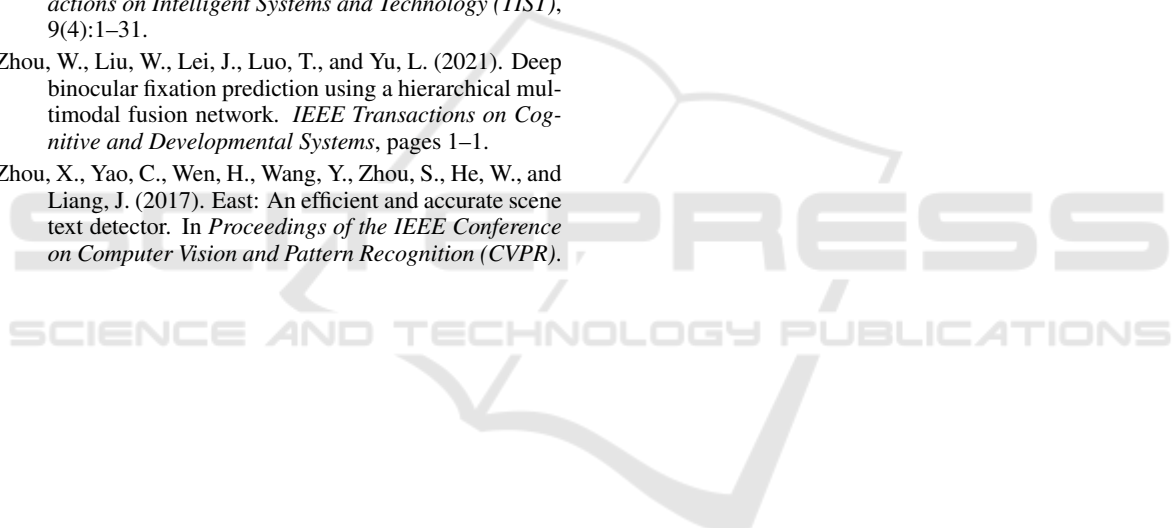 actions on Intelligent Systems and Technology (TIST),
9(4):1–31.
Zhou, W., Liu, W., Lei, J., Luo, T., and Yu, L. (2021). Deep
binocular fixation prediction using a hierarchical mul-
timodal fusion network. IEEE Transactions on Cog-
nitive and Developmental Systems, pages 1–1.
Zhou, X., Yao, C., Wen, H., Wang, Y., Zhou, S., He, W., and
Liang, J. (2017). East: An efficient and accurate scene
text detector. In Proceedings of the IEEE Conference
on Computer Vision and Pattern Recognition (CVPR).
SCITEPRESS
SCIENCE AND TECHNOLOGY PUBLICATIONS